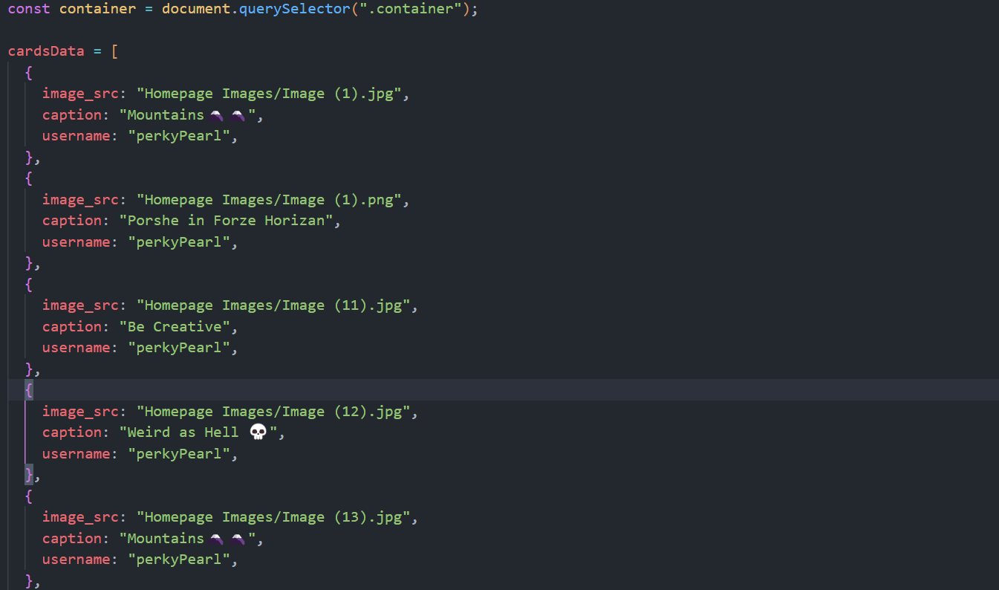 const container = document.querySelector(".container");
cardsData = [
{
image_src: "Homepage Images/Image (1).jpg",
caption: "Mountains🗻🗻",
username: "perkyPearl",
},
{
image_src: "Homepage Images/Image (1).png",
caption: "Porshe in Forze Horizan",
username: "perkyPearl",
},
{
image_src: "Homepage Images/Image (11).jpg",
caption: "Be Creative",
username: "perkyPearl",
},
{
image_src: "Homepage Images/Image (12).jpg",
caption: "Weird as Hell 💀",
username: "perkyPearl",
},
{
image_src: "Homepage Images/Image (13).jpg",
caption: "Mountains🗻🗻",
username: "perkyPearl",
},